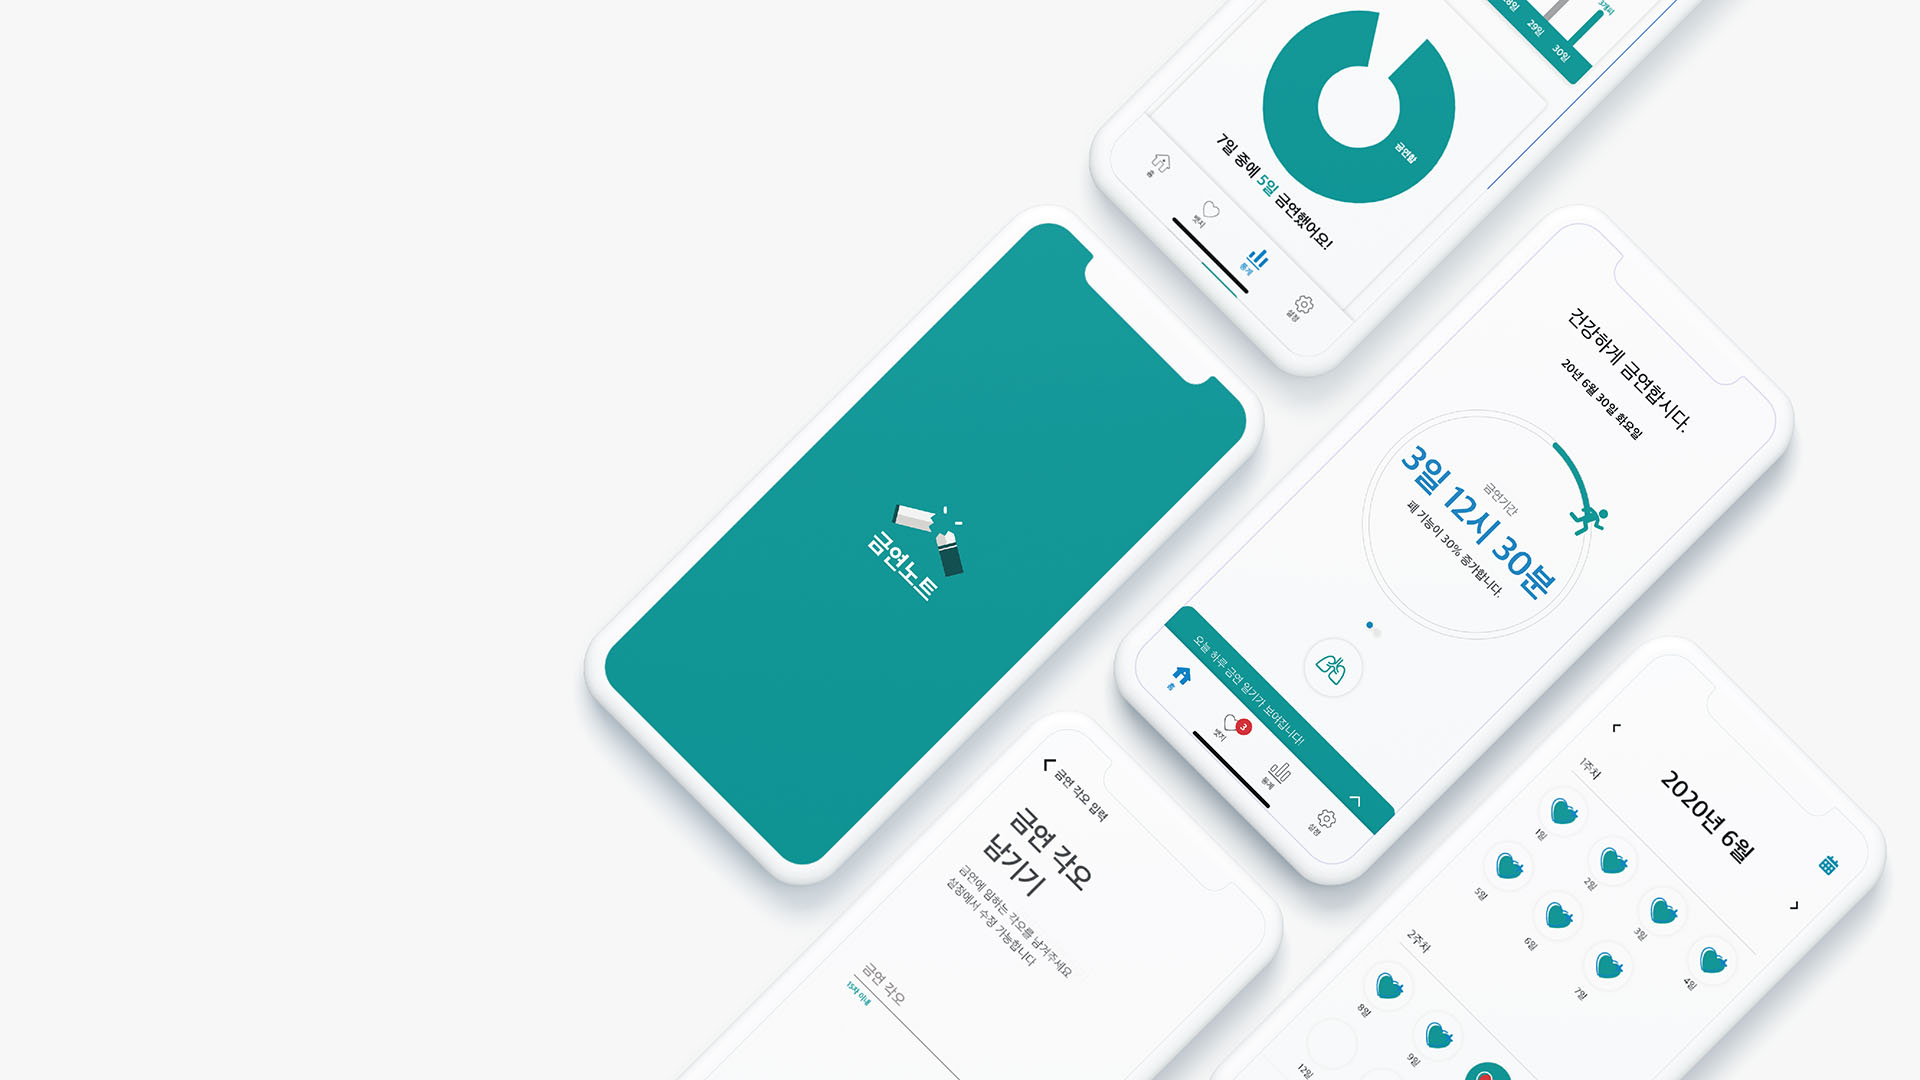 3개피
28일
29일
30일
금연함
7일 중에 5일 금연했어요!
홈
뱃지
통계
설정
금연노트
건강하게 금연합시다.
20년 6월 30일 화요일
금연기간
3일 12시 30분
폐 기능이 30% 증가합니다.
오늘 하루 금연 일기가 보여집니다!
홈
뱃지
3
통계
설정
금연 각오 입력
금연 각오
남기기
금연에 임하는 각오를 남겨주세요
설정에서 수정 가능합니다
금연 각오
15자 이내
2020년 6월
1주차
1일
2일
3일
4일
5일
6일
7일
2주차
8일
9일
12일